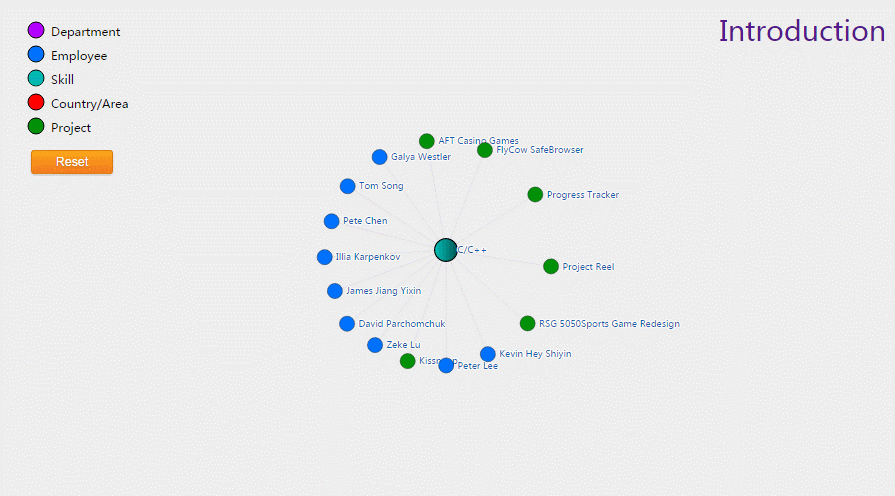 Introduction
Department
Employee
Skill
Country/Area
Project
Reset
AFT Casino Games
FlyCow SafeBrowser
Galya Westler
Tom Song
Progress Tracker
Pete Chen
C/C++
Illia Karpenkov
Project Reel
James Jiang Yixin
David Parchomchuk
RSG 5050Sports Game Redesign
Zeke Lu
Kevin Hey Shiyin
Peter Lee